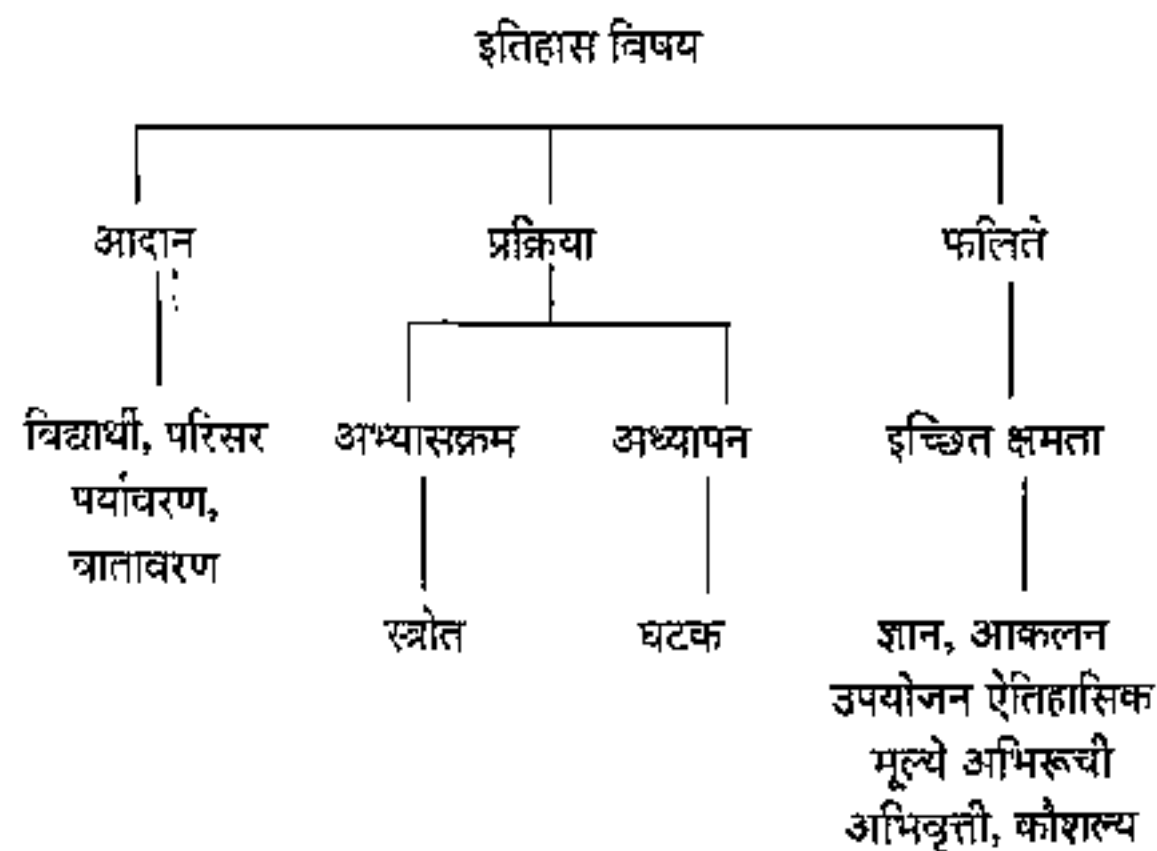 इतिहास विषय
आदान प्रक्रिया फलिते
विद्यार्थी, परिसर अभ्यासक्रम अध्यापन इच्छित क्षमता
पर्यावरण,
वातावरण
स्त्रोत घटक ज्ञान, आकलन
उपयोजन ऐतिहासिक
मूल्ये अभिरूची
अभिवृत्ती, कौशल्य